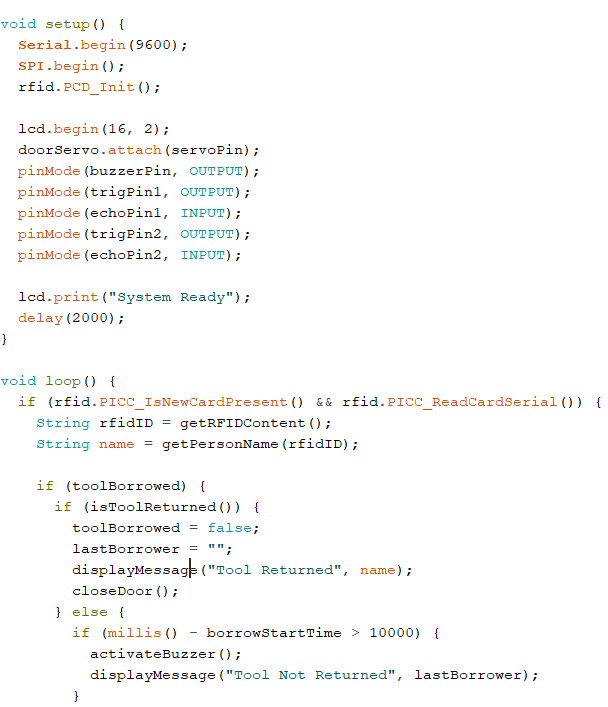 void setup() {
  Serial.begin(9600);
  SPI.begin();
  rfid.PCD_Init();

  lcd.begin(16, 2);
  doorServo.attach(servoPin);
  pinMode(buzzerPin, OUTPUT);
  pinMode(trigPin1, OUTPUT);
  pinMode(echoPin1, INPUT);
  pinMode(trigPin2, OUTPUT);
  pinMode(echoPin2, INPUT);

  lcd.print("System Ready");
  delay(2000);
}

void loop() {
  if (rfid.PICC_IsNewCardPresent() && rfid.PICC_ReadCardSerial()) {
    String rfidID = getRFIDContent();
    String name = getPersonName(rfidID);

    if (toolBorrowed) {
      if (isToolReturned()) {
        toolBorrowed = false;
        lastBorrower = "";
        displayMessage("Tool Returned", name);
        closeDoor();
      } else {
        if (millis() - borrowStartTime > 10000) {
          activateBuzzer();
          displayMessage("Tool Not Returned", lastBorrower);
        }